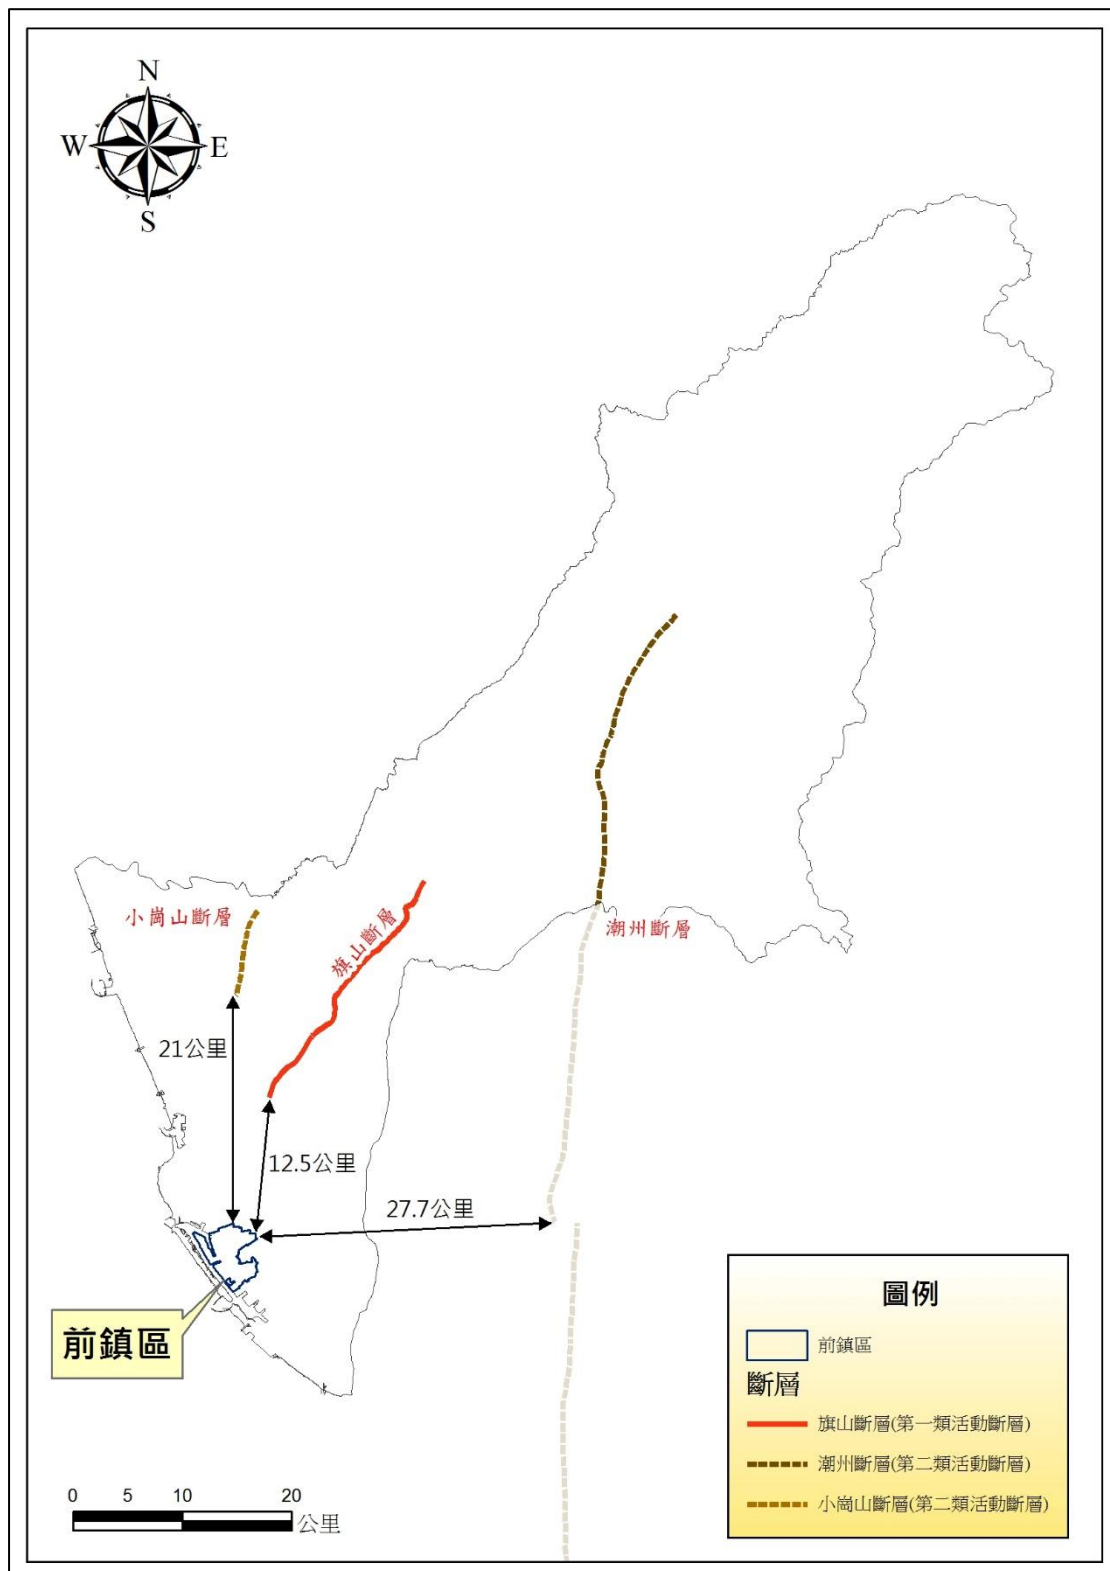 N
W
E
S
小崗山斷層
旗山斷層
潮州斷層
21公里
12.5公里
27.7公里
前鎮區
圖例
前鎮區
斷層
旗山斷層(第一類活動斷層)
潮州斷層(第二類活動斷層)
小崗山斷層(第二類活動斷層)
0 5 10 20
公里